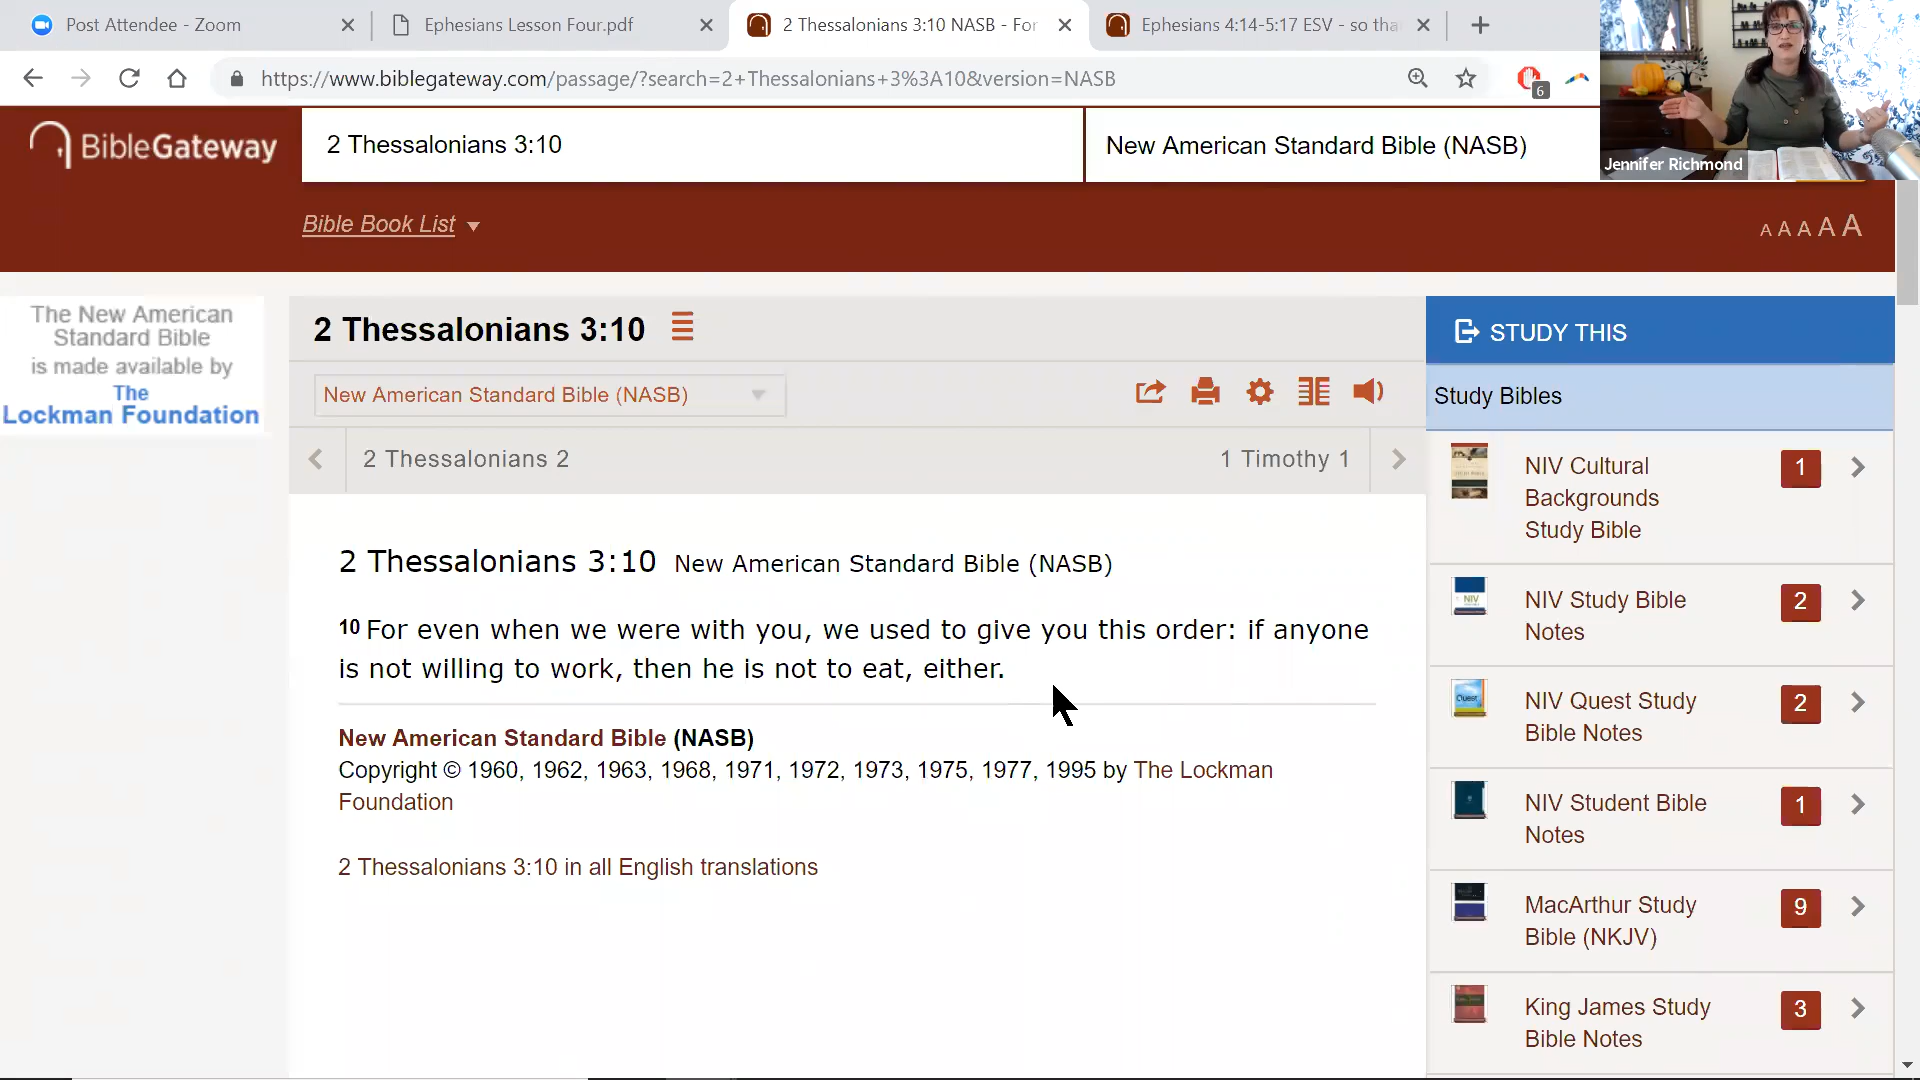 Post Attendee - Zoom
Ephesians Lesson Four.pdf
2 Thessalonians 3:10 NASB - For
Ephesians 4:14-5:17 ESV - so tha
https://www.biblegateway.com/passage/?search=2+Thessalonians+3%3A10&version=NASB
6
BibleGateway
2 Thessalonians 3:10
New American Standard Bible (NASB)
Jennifer Richmond
Bible Book List
A A A A A
The New American
Standard Bible
is made available by
The
Lockman Foundation
2 Thessalonians 3:10
New American Standard Bible (NASB)
2 Thessalonians 2
1 Timothy 1
2 Thessalonians 3:10 New American Standard Bible (NASB)
10 For even when we were with you, we used to give you this order: if anyone
is not willing to work, then he is not to eat, either.
New American Standard Bible (NASB)
Copyright © 1960, 1962, 1963, 1968, 1971, 1972, 1973, 1975, 1977, 1995 by The Lockman
Foundation
2 Thessalonians 3:10 in all English translations
STUDY THIS
Study Bibles
NIV Cultural
Backgrounds
Study Bible
1
NIV
NIV Study Bible
Notes
2
Quest
NIV Quest Study
Bible Notes
2
NIV Student Bible
Notes
1
MacArthur Study
Bible (NKJV)
9
King James Study
Bible Notes
3